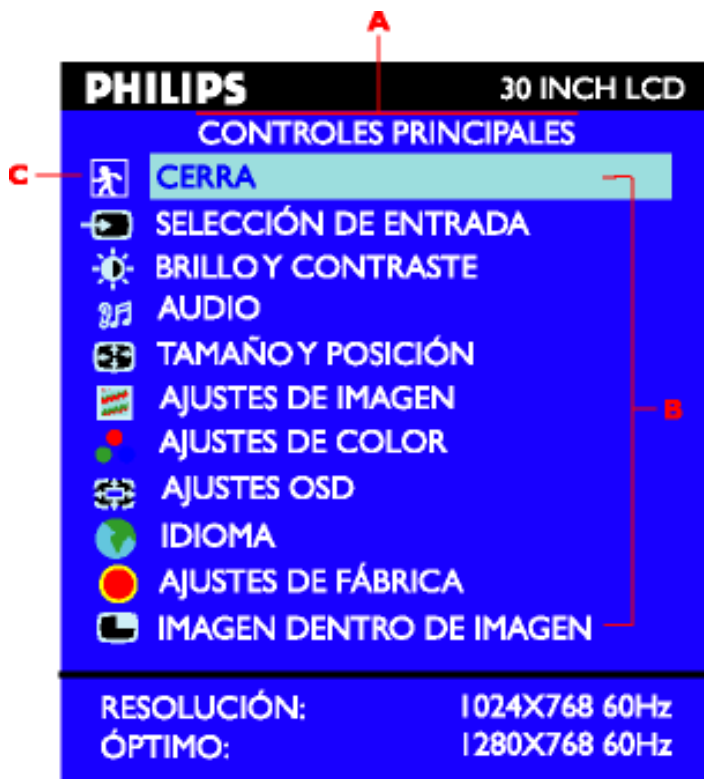 A
PHILIPS 30 INCH LCD
CONTROLES PRINCIPALES
C CERRA
SELECCIÓN DE ENTRADA
BRILLO Y CONTRASTE
AUDIO
TAMAÑO Y POSICIÓN
AJUSTES DE IMAGEN
B
AJUSTES DE COLOR
AJUSTES OSD
IDIOMA
AJUSTES DE FÁBRICA
IMAGEN DENTRO DE IMAGEN
RESOLUCIÓN: 1024X768 60Hz
ÓPTIMO: 1280X768 60Hz